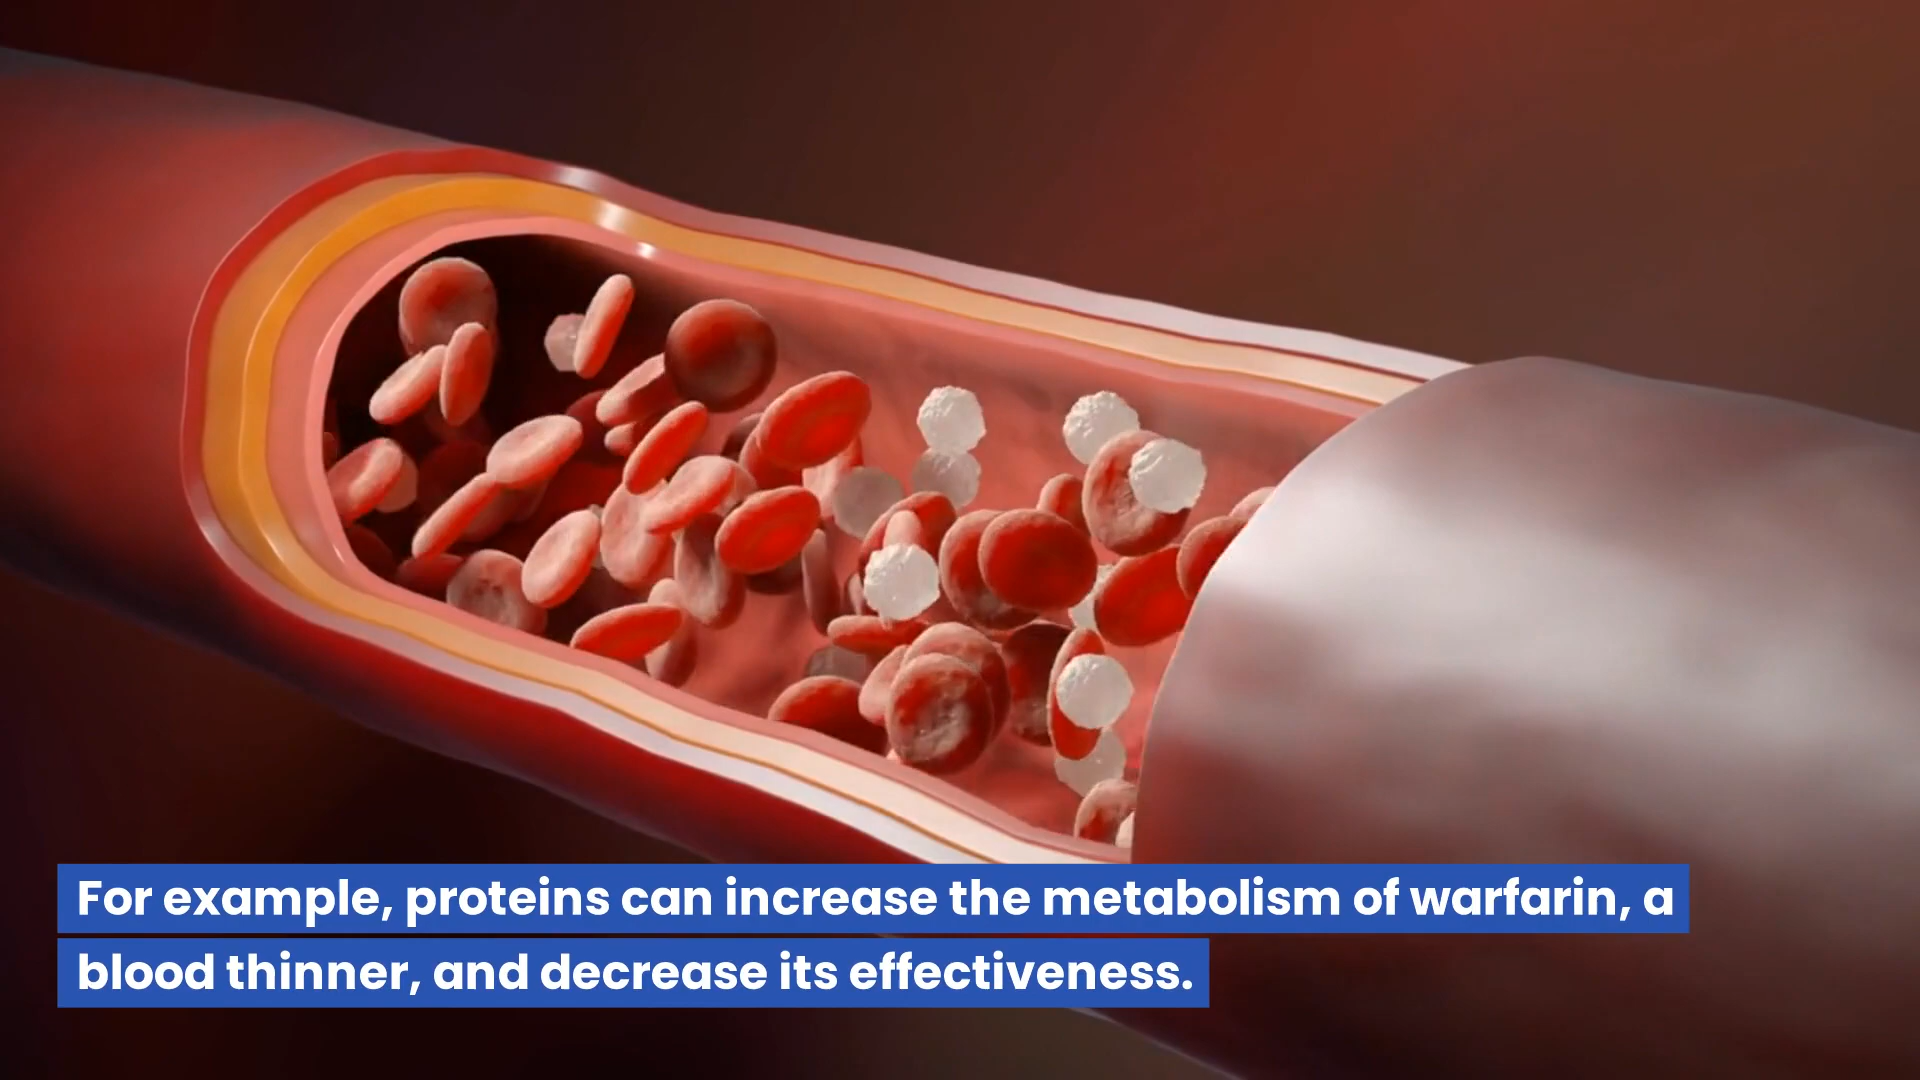 For example, proteins can increase the metabolism of warfarin, a
blood thinner, and decrease its effectiveness.